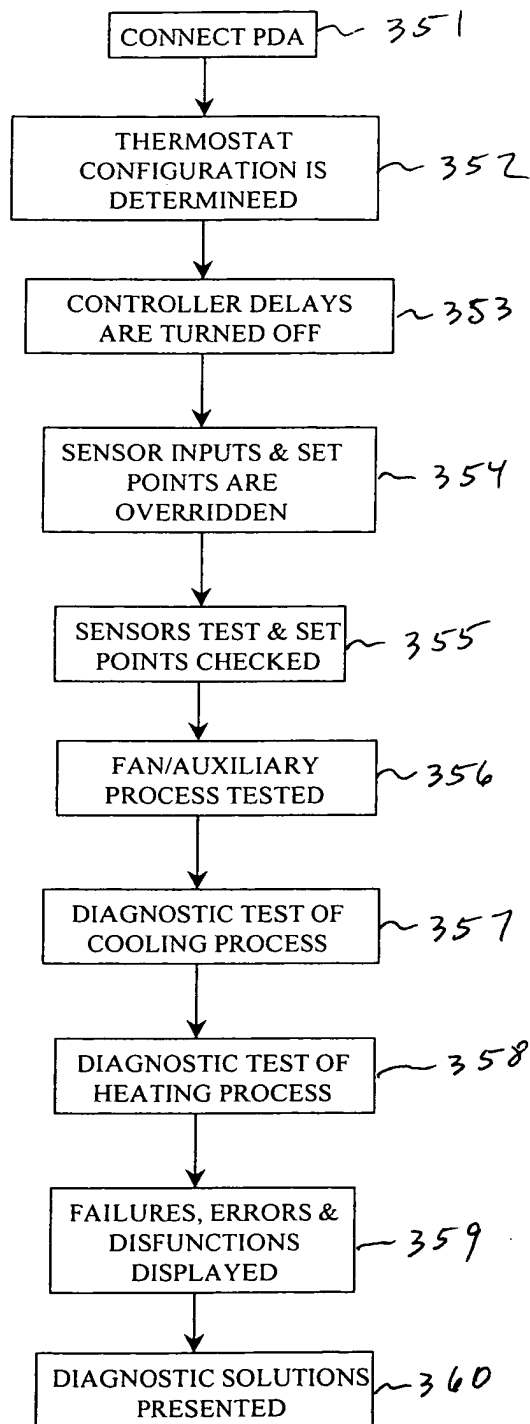 CONNECT PDA 351
THERMOSTAT
CONFIGURATION IS 352
DETERMINEED
CONTROLLER DELAYS 353
ARE TURNED OFF
SENSOR INPUTS & SET
POINTS ARE 354
OVERRIDDEN
SENSORS TEST & SET 355
POINTS CHECKED
FAN/AUXILIARY 356
PROCESS TESTED
DIAGNOSTIC TEST OF 357
COOLING PROCESS
DIAGNOSTIC TEST OF 358
HEATING PROCESS
FAILURES, ERRORS &
DISFUNCTIONS 359
DISPLAYED
DIAGNOSTIC SOLUTIONS 360
PRESENTED